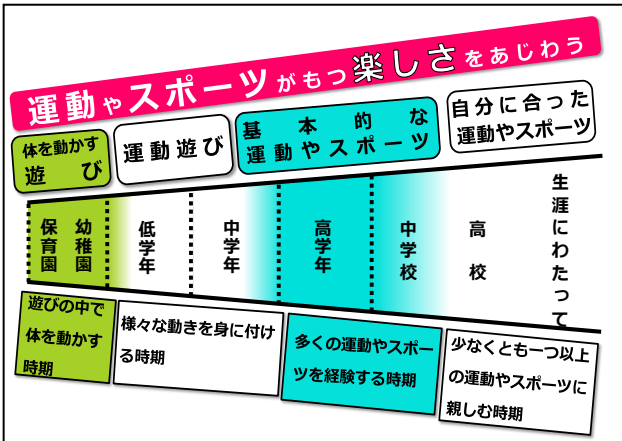 運動やスポーツがもつ楽しさをあじわう
体を動かす
遊び
運動遊び
基本的な
運動やスポーツ
自分に合った
運動やスポーツ
保育園
幼稚園
低学年
中学年
高学年
中学校
高校
生涯にわたって
遊びの中で
体を動かす
時期
様々な動きを身に付け
る時期
多くの運動やスポー
ツを経験する時期
少なくとも一つ以上
の運動やスポーツに
親しむ時期